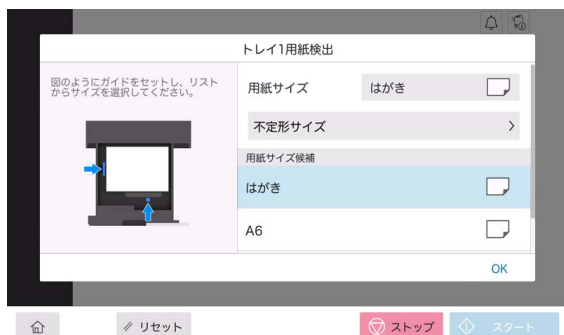 トレイ1用紙検出
図のようにガイドをセットし、リスト
からサイズを選択してください。
用紙サイズ
はがき
不定形サイズ
用紙サイズ候補
はがき
A6
OK
リセット
ストップ
スタート